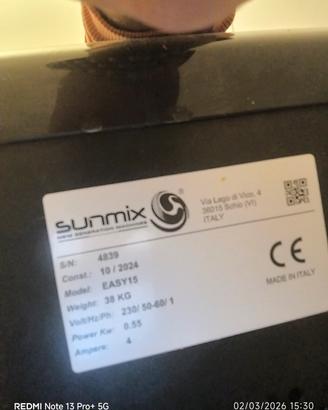 sunmix
NEW GENERATION MACHINES
®
Via Lago di Vico, 4
36015 Schio (VI)
ITALY
S/N: 4839
Const.: 10 / 2024
Model: EASY15
Weight: 38 KG
Volt/Hz/Ph: 230/ 50-60/ 1
Power Kw: 0.55
Ampere: 4
CE
MADE IN ITALY
REDMI Note 13 Pro+ 5G
02/03/2026 15:30